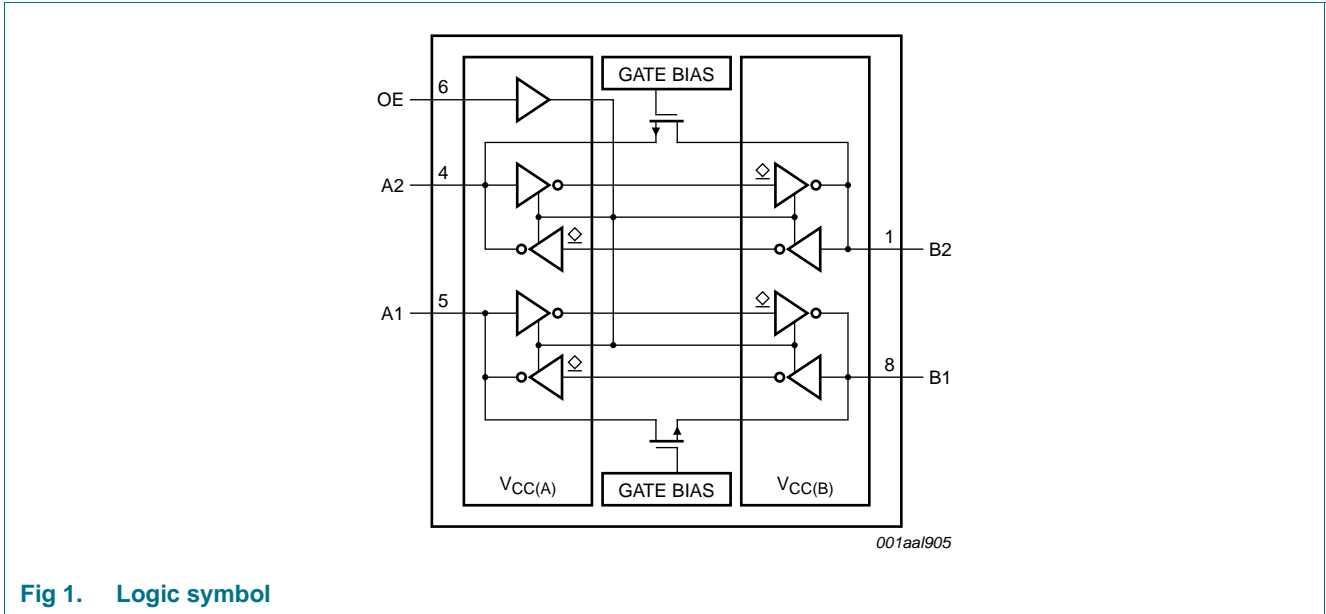 GATE BIAS
OE 6
A2 4
1 B2
A1 5
8 B1
VCC(A)
GATE BIAS
VCC(B)
001aal905
Fig 1. Logic symbol